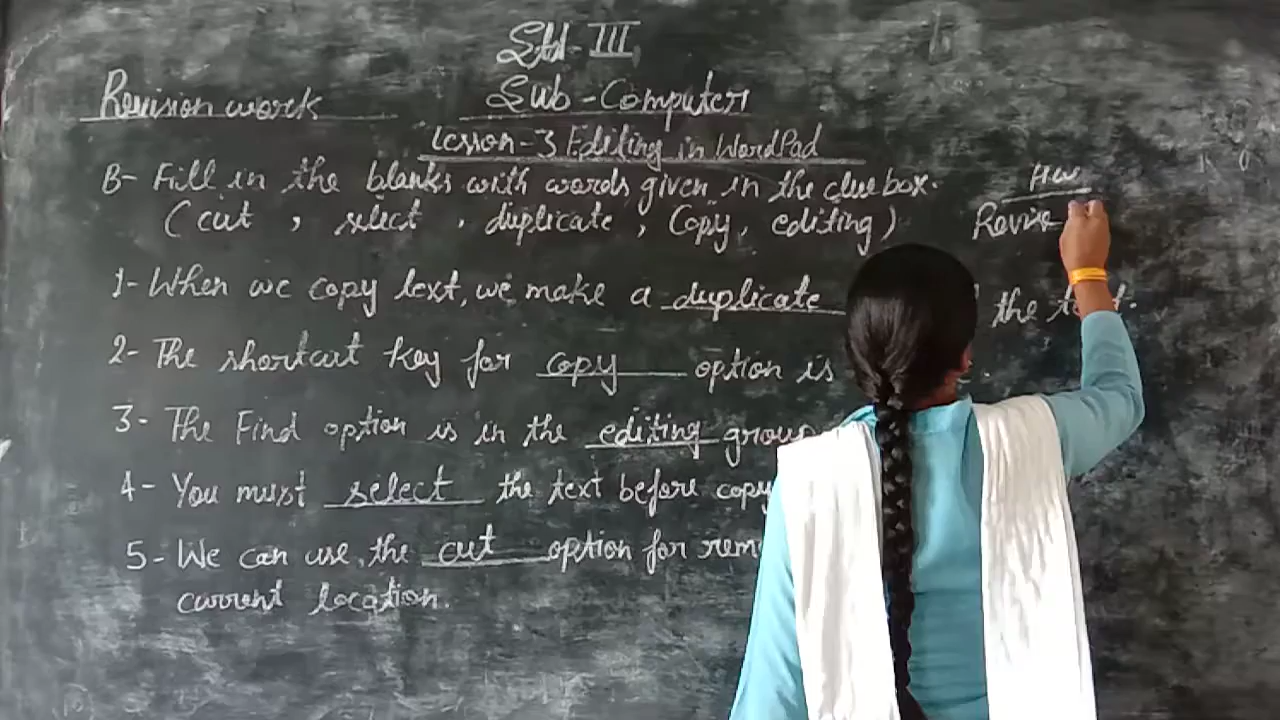 Std-III
Revision work
Sub-Computer
Lesson-3 Editing in WordPad
B- Fill in the blanks with words given in the clue box.
(cut, select, duplicate, Copy, editing)
HW
Revise
1- When we copy text, we make a duplicate the
2- The shortcut key for copy option is
3- The Find option is in the editing group
4- You must select the text before copy
5- We can use the cut option for rem
current location.